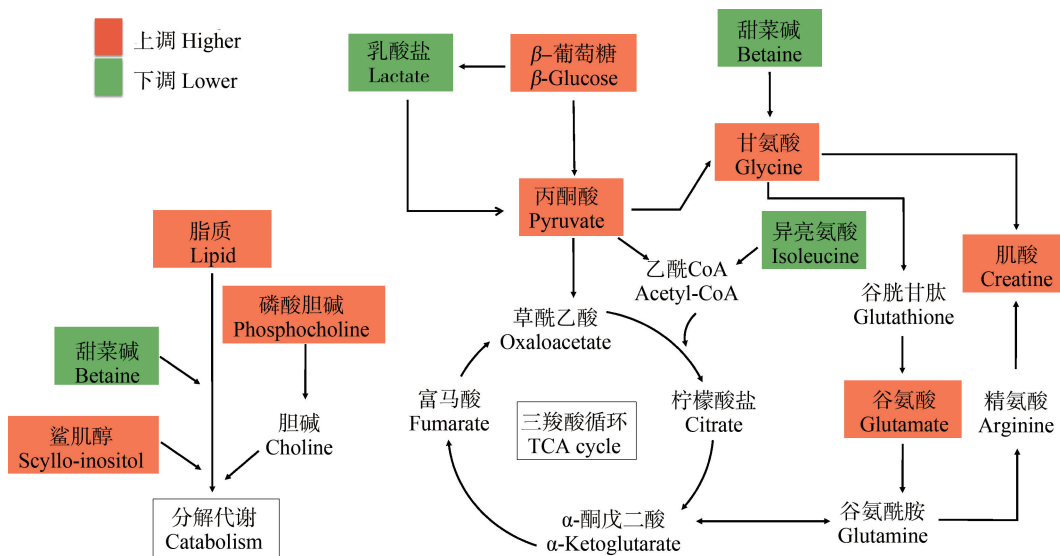 上调 Higher
下调 Lower
乳酸盐
Lactate
β–葡萄糖
β-Glucose
甜菜碱
Betaine
甘氨酸
Glycine
丙酮酸
Pyruvate
异亮氨酸
Isoleucine
肌酸
Creatine
脂质
Lipid
乙酰CoA
Acetyl-CoA
谷胱甘肽
Glutathione
磷酸胆碱
Phosphocholine
草酰乙酸
Oxaloacetate
甜菜碱
Betaine
富马酸
Fumarate
柠檬酸盐
Citrate
谷氨酸
Glutamate
精氨酸
Arginine
鲨肌醇
Scyllo-inositol
胆碱
Choline
三羧酸循环
TCA cycle
分解代谢
Catabolism
α-酮戊二酸
α-Ketoglutarate
谷氨酰胺
Glutamine